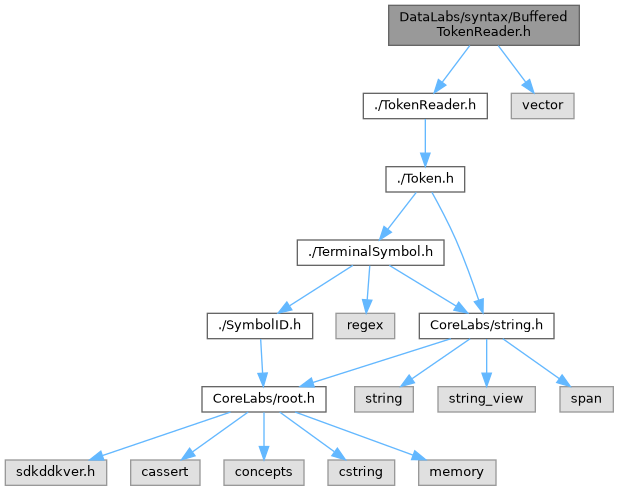 DataLabs/syntax/Buffered
TokenReader.h
./TokenReader.h
vector
./Token.h
./TerminalSymbol.h
./SymbolID.h
regex
CoreLabs/string.h
CoreLabs/root.h
string
string_view
span
sdkddkver.h
cassert
concepts
cstring
memory